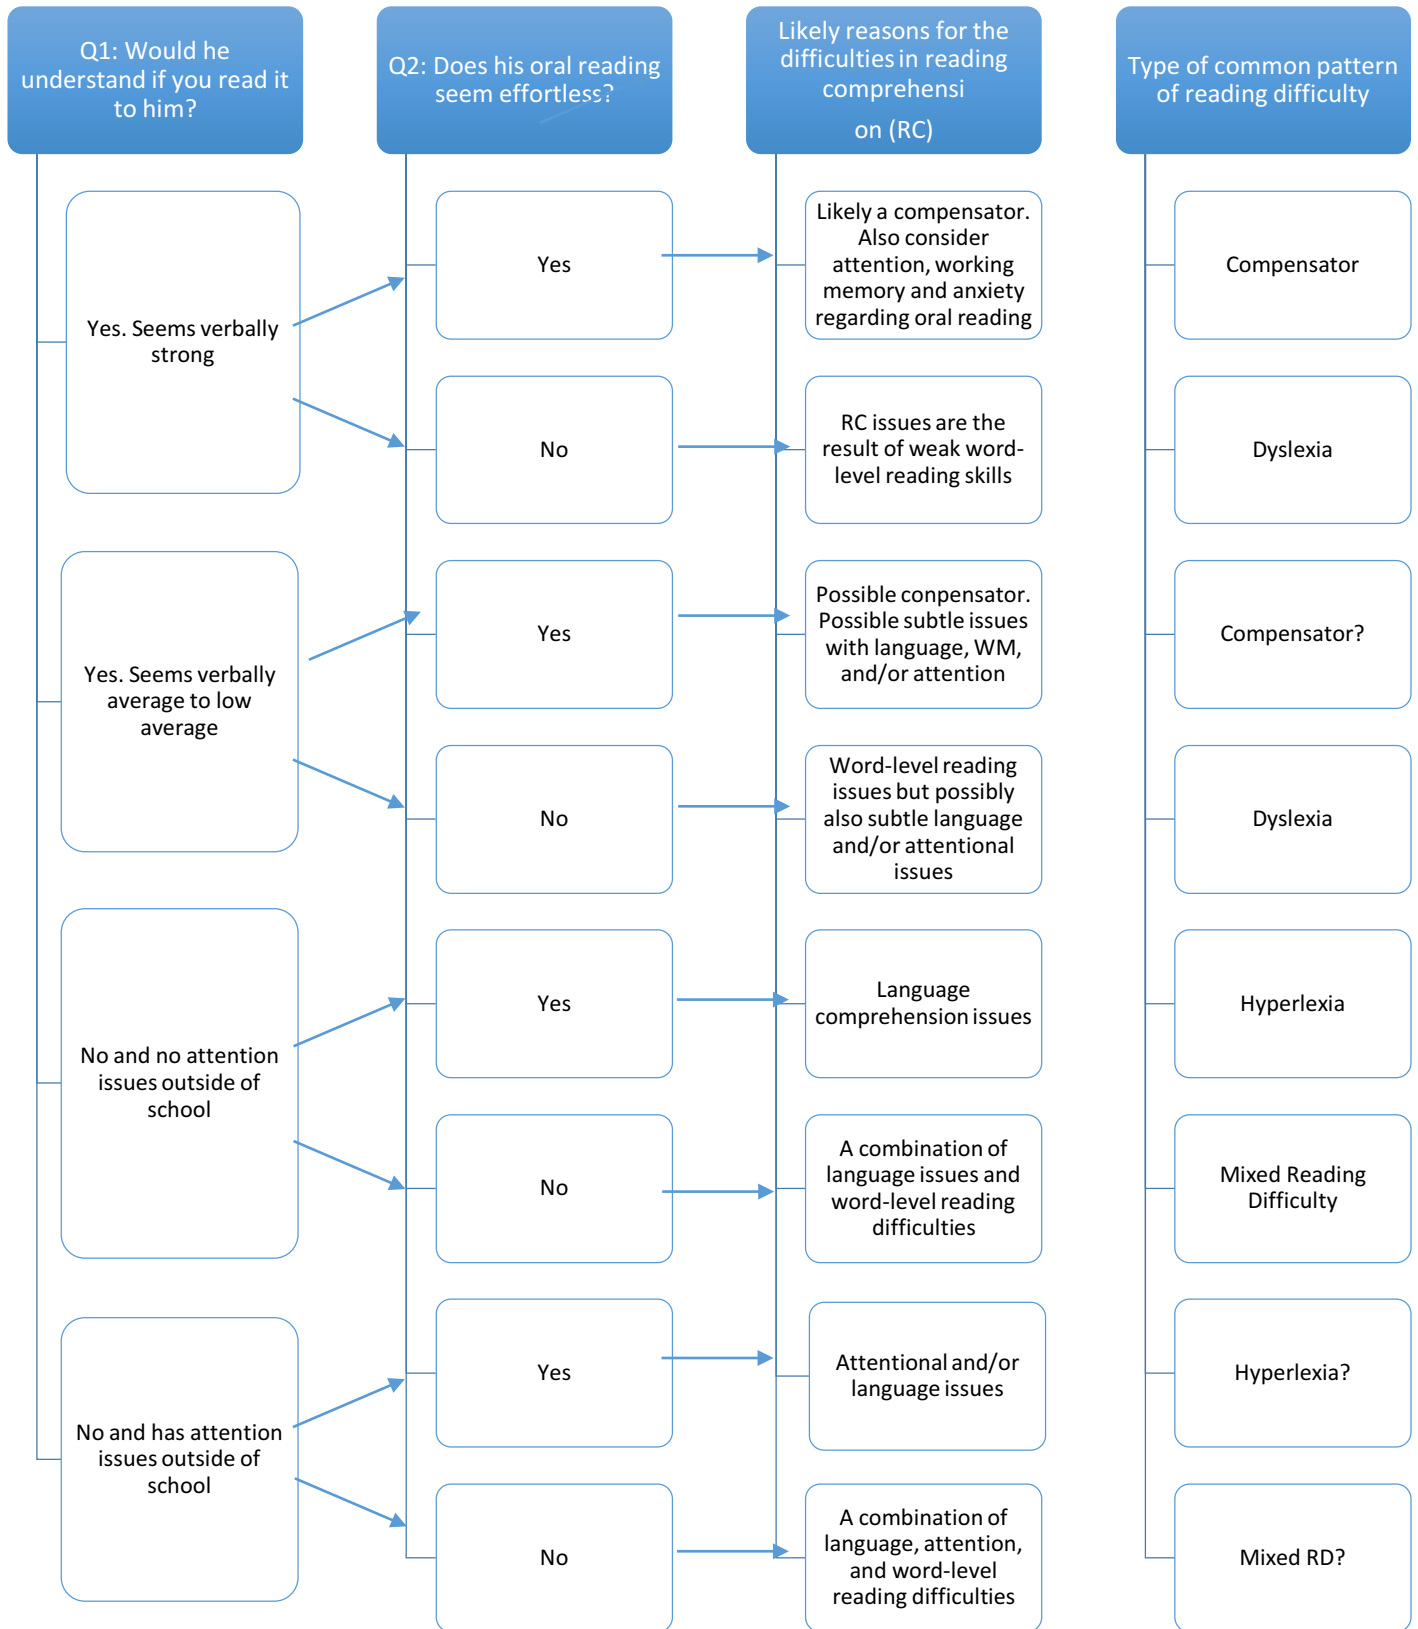 Q1: Would he
understand if you read it
to him?
Q2: Does his oral reading
seem effortless?
Likely reasons for the
difficulties in reading
comprehensi
on (RC)
Type of common pattern
of reading difficulty
Yes. Seems verbally
strong
Yes
Likely a compensator.
Also consider
attention, working
memory and anxiety
regarding oral reading
Compensator
No
RC issues are the
result of weak word-
level reading skills
Dyslexia
Yes. Seems verbally
average to low
average
Yes
Possible conpensator.
Possible subtle issues
with language, WM,
and/or attention
Compensator?
No
Word-level reading
issues but possibly
also subtle language
and/or attentional
issues
Dyslexia
No and no attention
issues outside of
school
Yes
Language
comprehension issues
Hyperlexia
No
A combination of
language issues and
word-level reading
difficulties
Mixed Reading
Difficulty
No and has attention
issues outside of
school
Yes
Attentional and/or
language issues
Hyperlexia?
No
A combination of
language, attention,
and word-level
reading difficulties
Mixed RD?